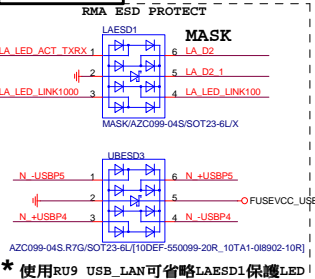 RMA ESD PROTECT
LAESD1
MASK
LA_LED_ACT_TXRX 1
6 LA_D2
2
5 LA_D2_1
LA_LED_LINK1000 3
4 LA_LED_LINK100
MASK/AZC099-04S/SOT23-6L/X
UBESD3
N_-USBP5 1
6 N_+USBP5
2
5 FUSEVCC_USB
N_+USBP4 3
4 N_-USBP4
AZC099-04S.R7G/SOT23-6L/[10DEF-550099-20R_10TA1-0I8902-10R]
* 使用RU9 USB_LAN可省略LAESD1保護LED